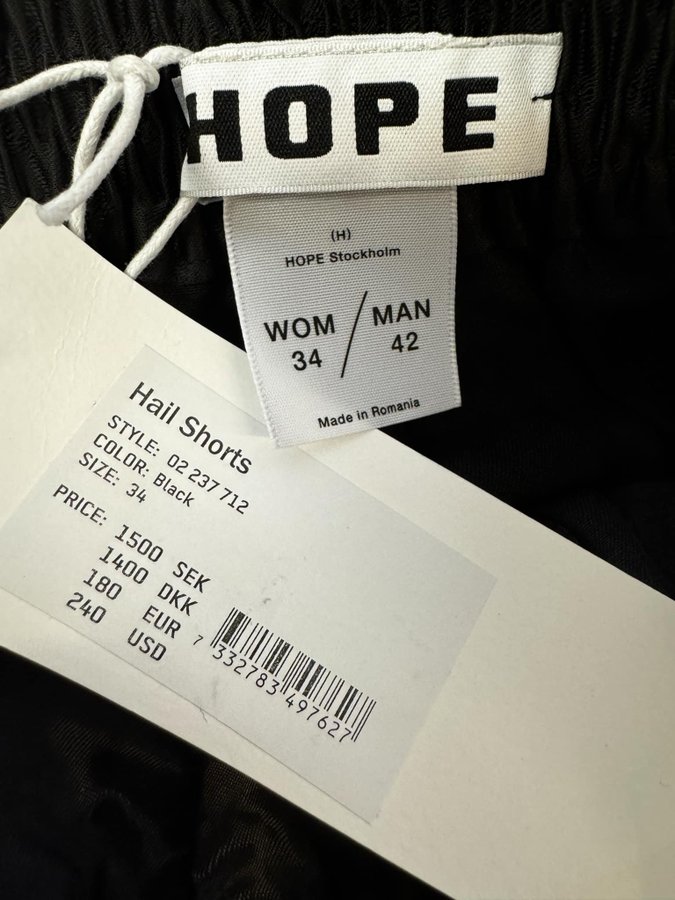 HOPE
(H)
HOPE Stockholm
WOM / MAN
34 42
Made in Romania
Hail Shorts
STYLE: 02 237 712
COLOR: Black
SIZE: 34
PRICE: 1500 SEK
1400 DKK
180 EUR
240 USD
7 332783 497627